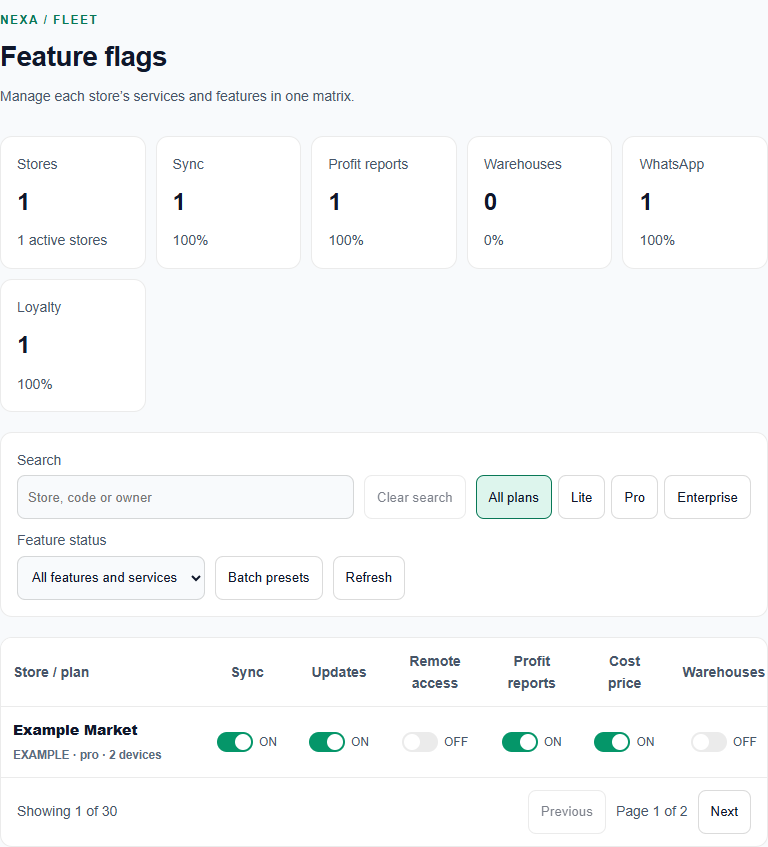 NEXA / FLEET
Feature flags
Manage each store's services and features in one matrix.
Stores
1
1 active stores
Sync
1
100%
Profit reports
1
100%
Warehouses
0
0%
WhatsApp
1
100%
Loyalty
1
100%
Search
Store, code or owner
Clear search
All plans
Lite
Pro
Enterprise
Feature status
All features and services
Batch presets
Refresh
Store / plan
Sync
Updates
Remote
access
Profit
reports
Cost
price
Warehouses
Example Market
EXAMPLE · pro · 2 devices
ON
ON
OFF
ON
ON
OFF
Showing 1 of 30
Previous
Page 1 of 2
Next